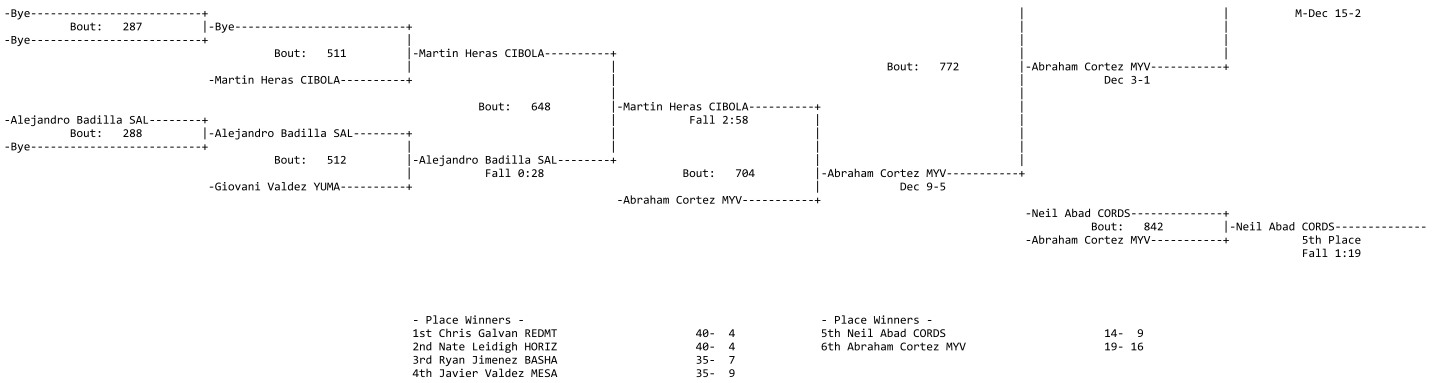 -Bye--------------------------+ | | M-Dec 15-2
Bout: 287 |-Bye--------------------------+ | |
-Bye--------------------------+ | | |
Bout: 511 |-Martin Heras CIBOLA----------+ | |
| | Bout: 772 |-Abraham Cortez MYV-----------+
-Martin Heras CIBOLA----------+ | | Dec 3-1
Bout: 648 |-Martin Heras CIBOLA----------+ |
-Alejandro Badilla SAL--------+ | Fall 2:58 | |
Bout: 288 |-Alejandro Badilla SAL--------+ | | |
-Bye--------------------------+ | | | |
Bout: 512 |-Alejandro Badilla SAL--------+ | |
| Fall 0:28 Bout: 704 |-Abraham Cortez MYV-----------+
-Giovani Valdez YUMA----------+ | Dec 9-5
-Abraham Cortez MYV-----------+
-Neil Abad CORDS--------------+
Bout: 842 |-Neil Abad CORDS--------------
-Abraham Cortez MYV-----------+ 5th Place
Fall 1:19
- Place Winners - - Place Winners -
1st Chris Galvan REDMT 40- 4 5th Neil Abad CORDS 14- 9
2nd Nate Leidigh HORIZ 40- 4 6th Abraham Cortez MYV 19- 16
3rd Ryan Jimenez BASHA 35- 7
4th Javier Valdez MESA 35- 9